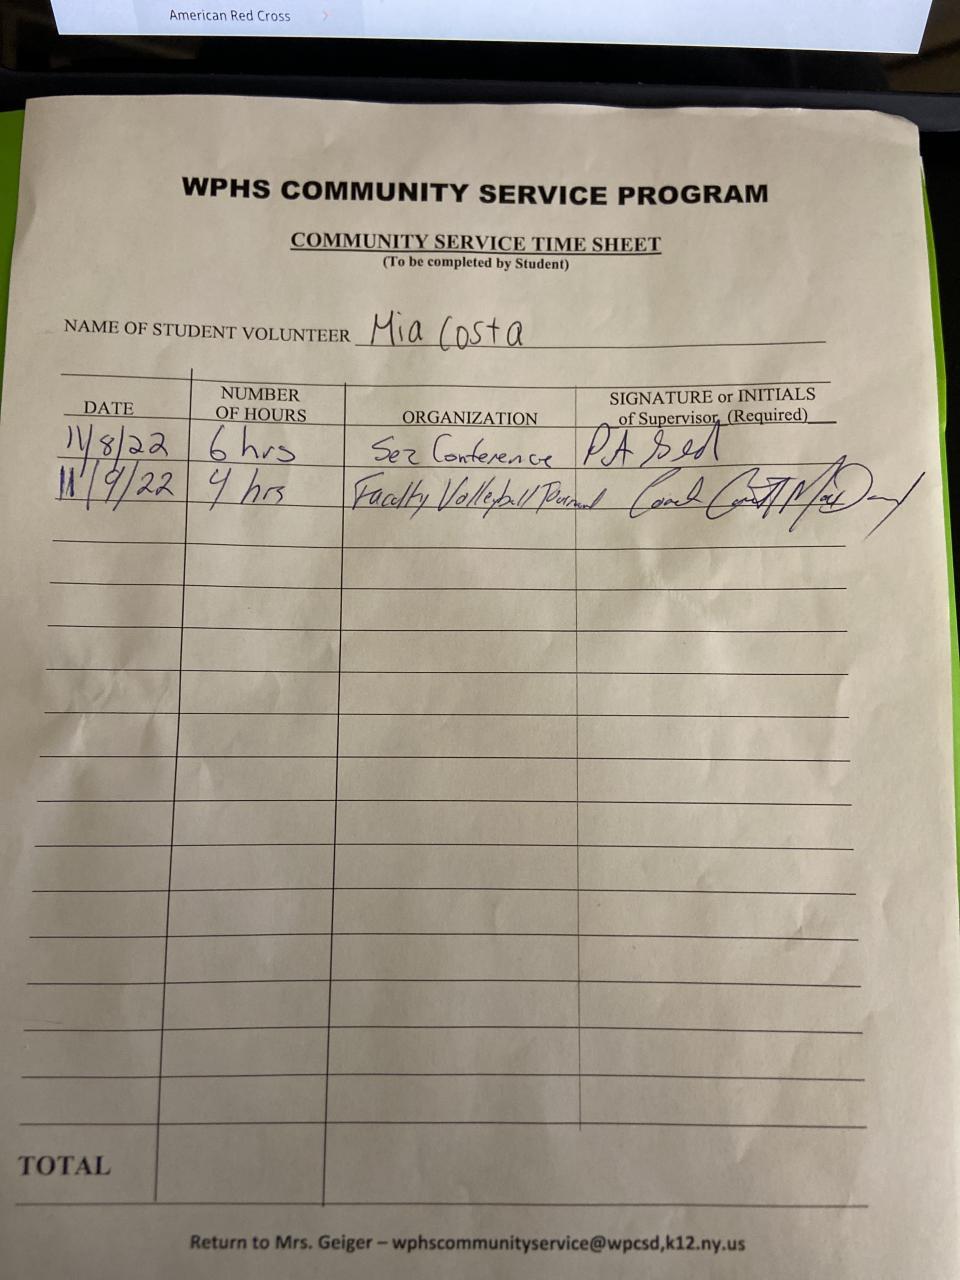 American Red Cross
WPHS COMMUNITY SERVICE PROGRAM
COMMUNITY SERVICE TIME SHEET
(To be completed by Student)
NAME OF STUDENT VOLUNTEER Mia Costa
DATE NUMBER OF HOURS ORGANIZATION SIGNATURE or INITIALS of Supervisor (Required)
11/8/22 6 hrs Conference
11/9/22 4 hrs Faculty Volleyball Coach
TOTAL
Return to Mrs. Geiger – wphscommunityservice@wpcsd,k12.ny.us